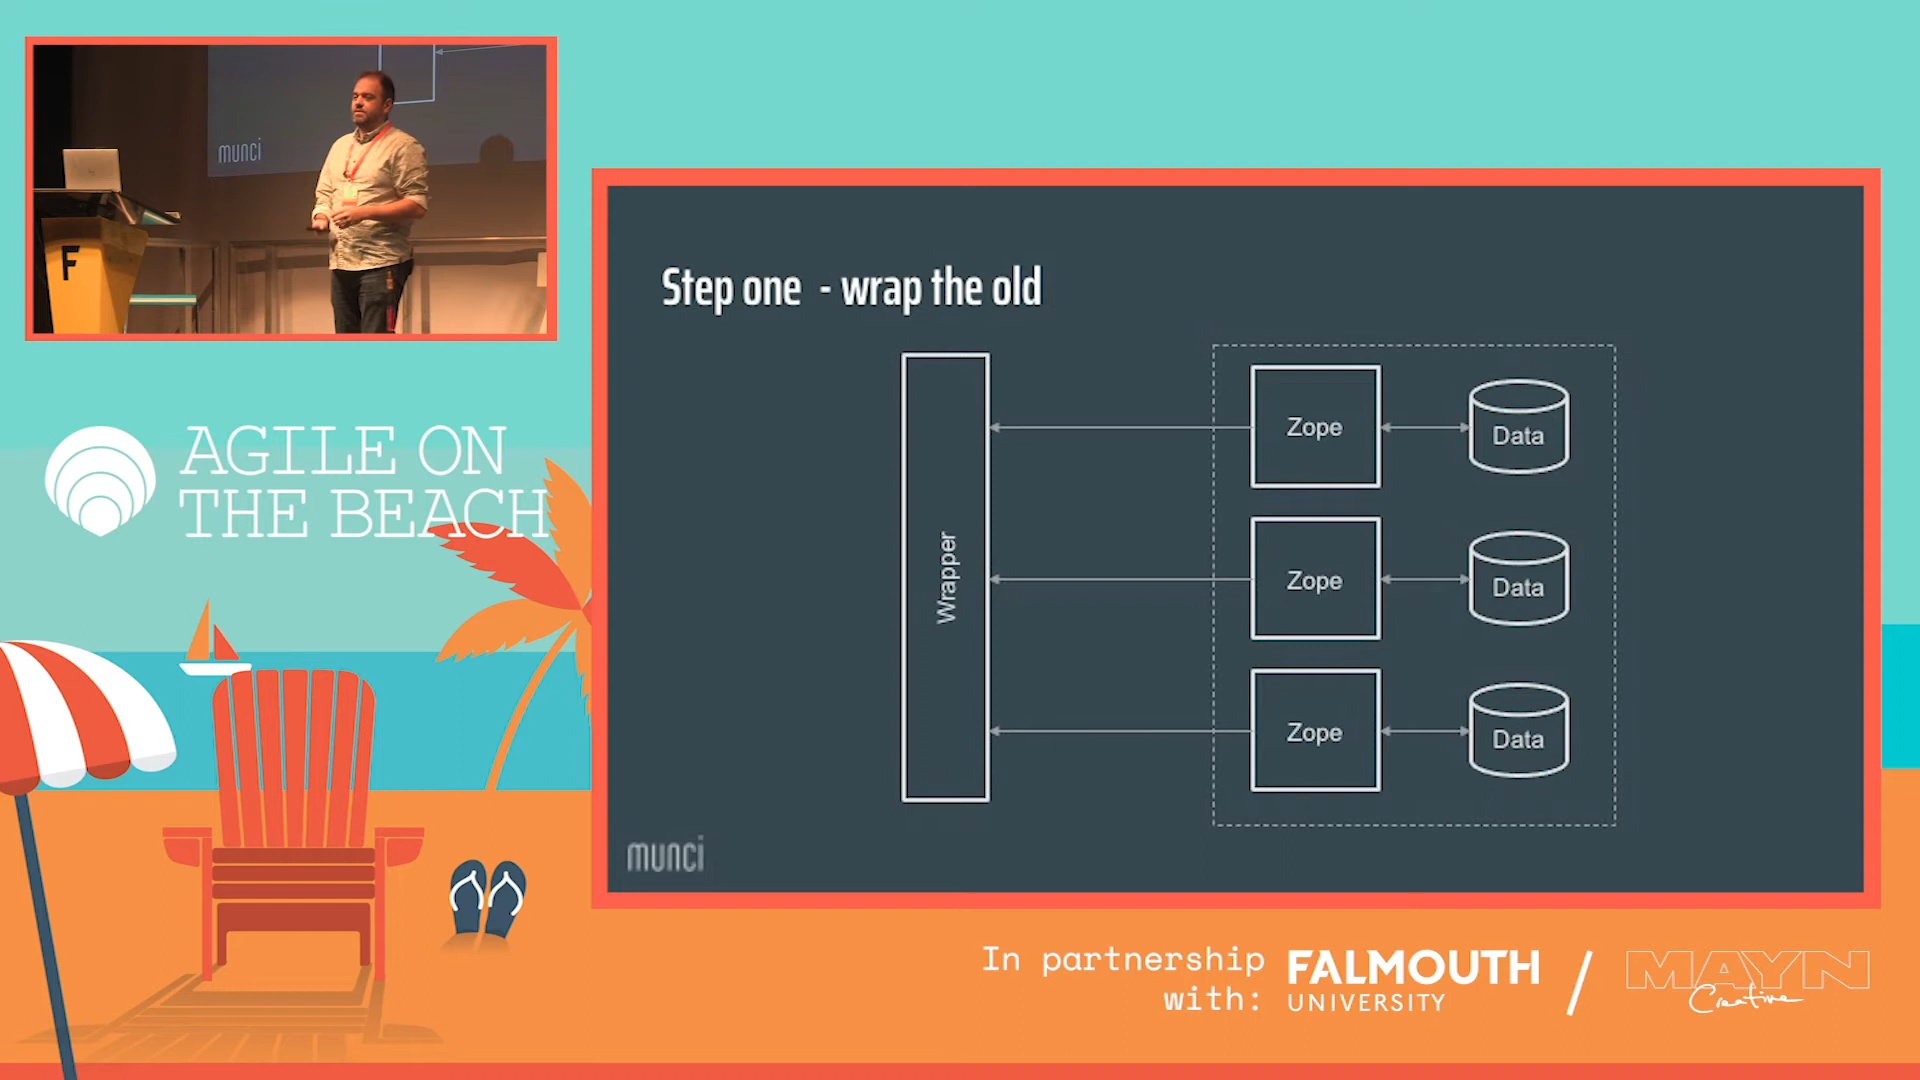 munci
F
AGILE ON
THE BEACH
Step one - wrap the old
Wrapper
Zope
Data
Zope
Data
Zope
Data
munci
In partnership
with:
FALMOUTH
UNIVERSITY
/
MAYN
Creative